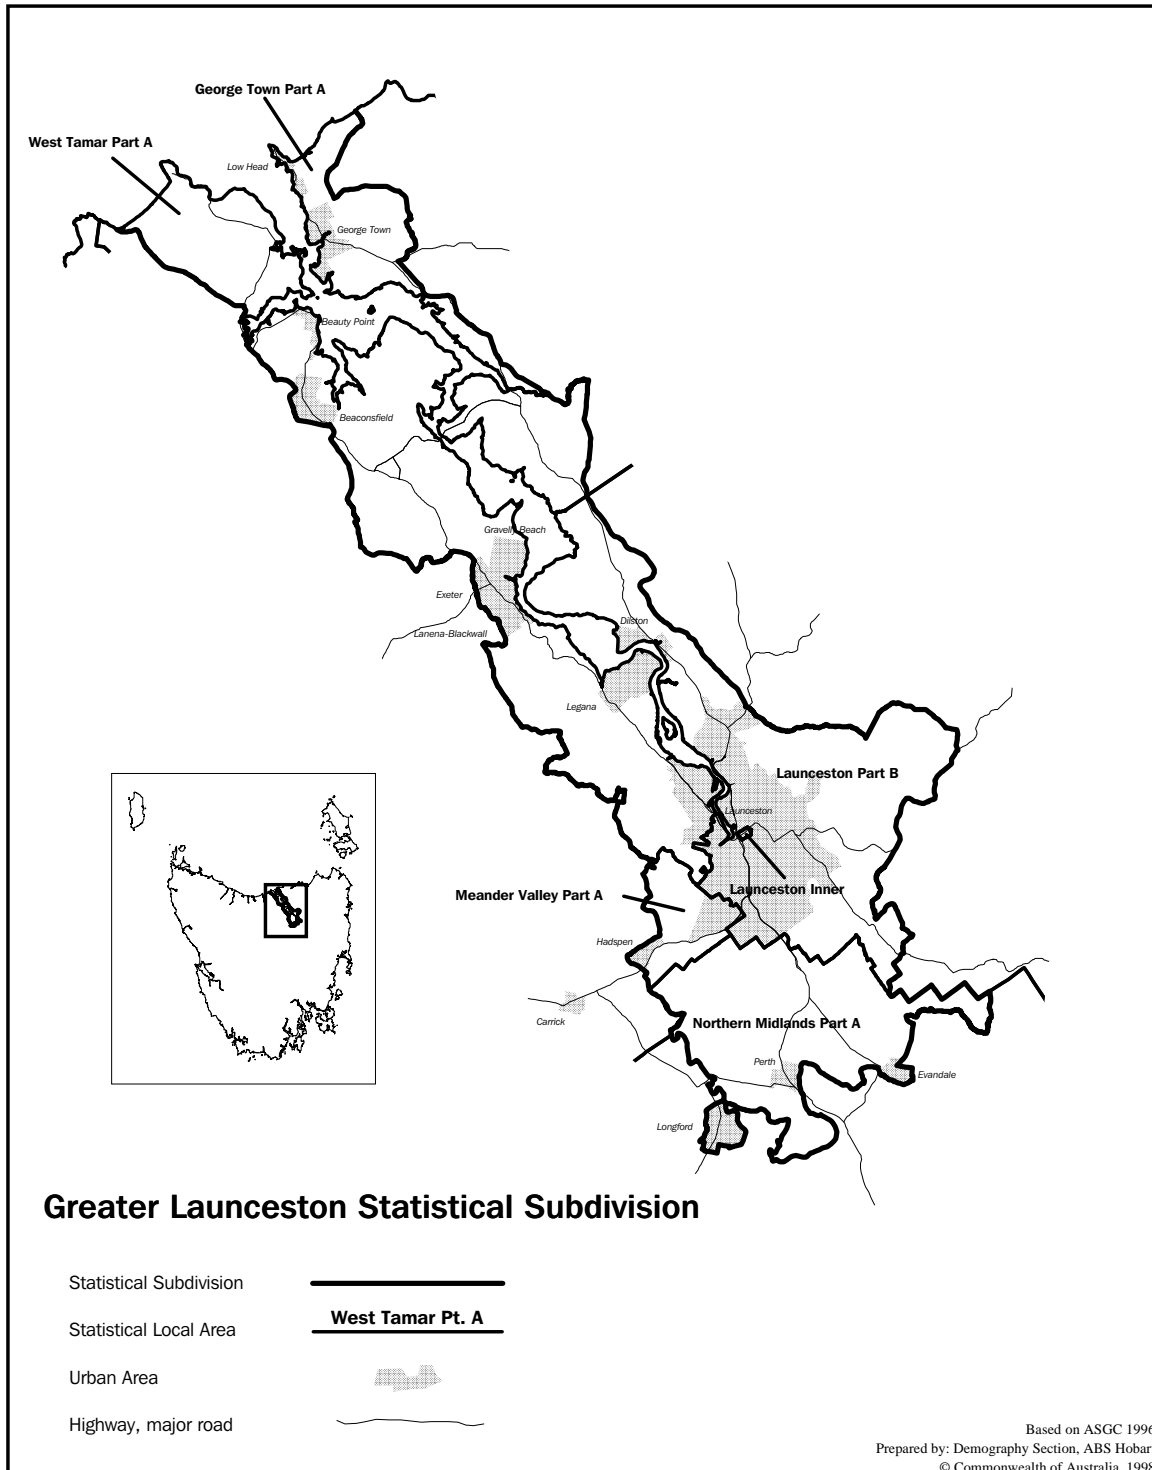 George Town Part A
West Tamar Part A
Low Head
George Town
Beauty Point
Beaconsfield
Gravelly Beach
Exeter
Dilston
Lanena-Blackwall
Legana
Launceston Part B
Launceston
Launceston Inner
Meander Valley Part A
Hadspen
Carrick
Northern Midlands Part A
Perth
Evandale
Longford
Greater Launceston Statistical Subdivision
Statistical Subdivision
West Tamar Pt. A
Statistical Local Area
Urban Area
Highway, major road
Based on ASGC 1996
Prepared by: Demography Section, ABS Hobar
© Commonwealth of Australia, 1998